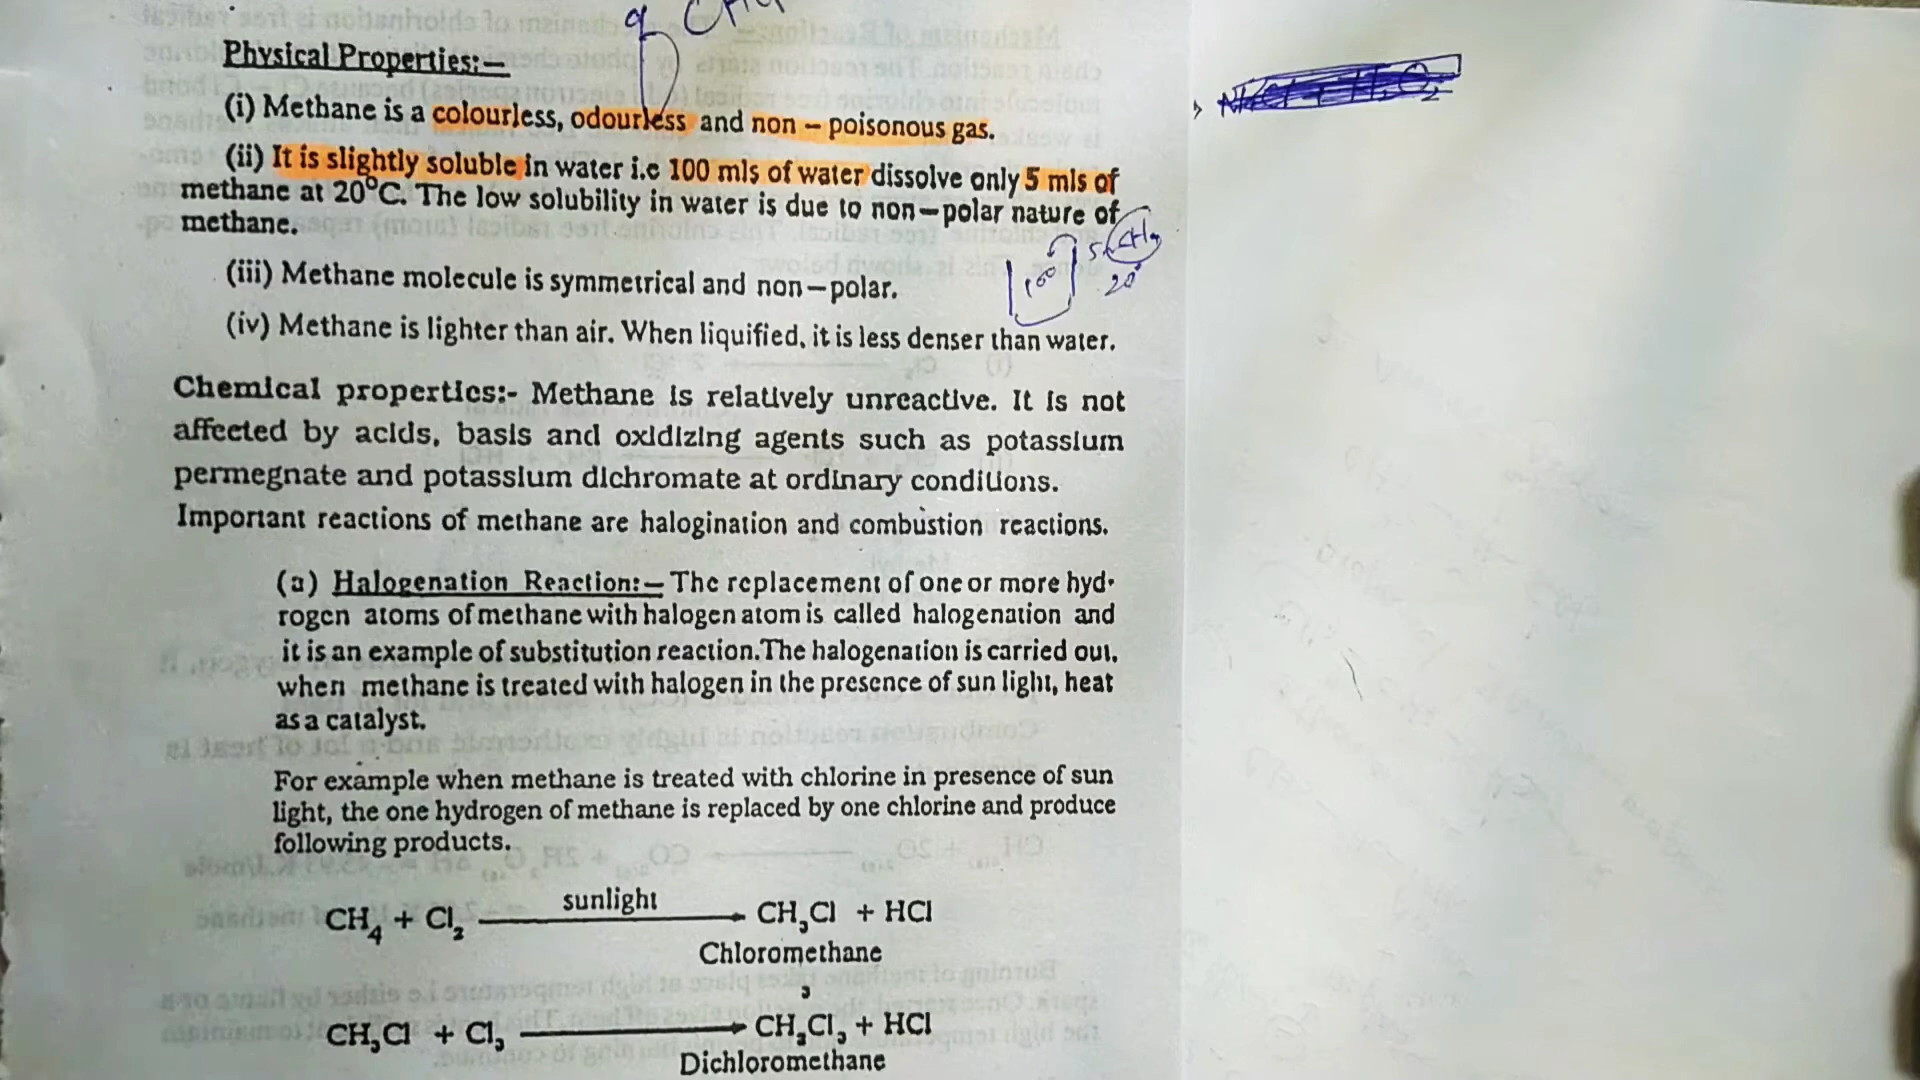 Physical Properties:—
(i) Methane is a colourless, odourless and non – poisonous gas.
(ii) It is slightly soluble in water i.e 100 mls of water dissolve only 5 mls of
methane at 20°C. The low solubility in water is due to non–polar nature of
methane.
5 CH4
100
20°
(iii) Methane molecule is symmetrical and non–polar.
(iv) Methane is lighter than air. When liquified, it is less denser than water.
Chemical properties:- Methane is relatively unreactive. It is not
affected by acids, basis and oxidizing agents such as potassium
permegnate and potassium dichromate at ordinary conditions.
Important reactions of methane are halogination and combustion reactions.
(a) Halogenation Reaction:– The replacement of one or more hyd-
rogen atoms of methane with halogen atom is called halogenation and
it is an example of substitution reaction.The halogenation is carried out,
when methane is treated with halogen in the presence of sun light, heat
as a catalyst.
For example when methane is treated with chlorine in presence of sun
light, the one hydrogen of methane is replaced by one chlorine and produce
following products.
CH₄ + Cl₂ sunlight → CH₃Cl + HCl
Chloromethane
CH₃Cl + Cl₂ → CH₂Cl₂ + HCl
Dichloromethane